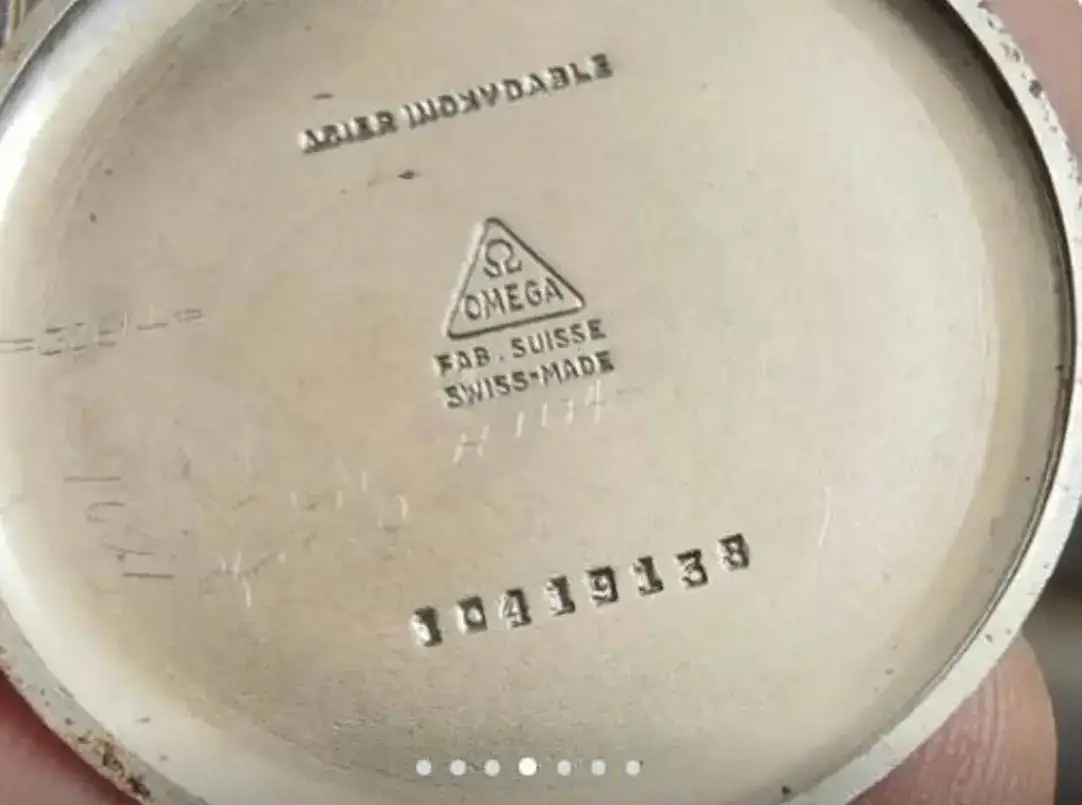 ACIER INOXYDABLE
Ω
OMEGA
FAB. SUISSE
SWISS-MADE
10419138